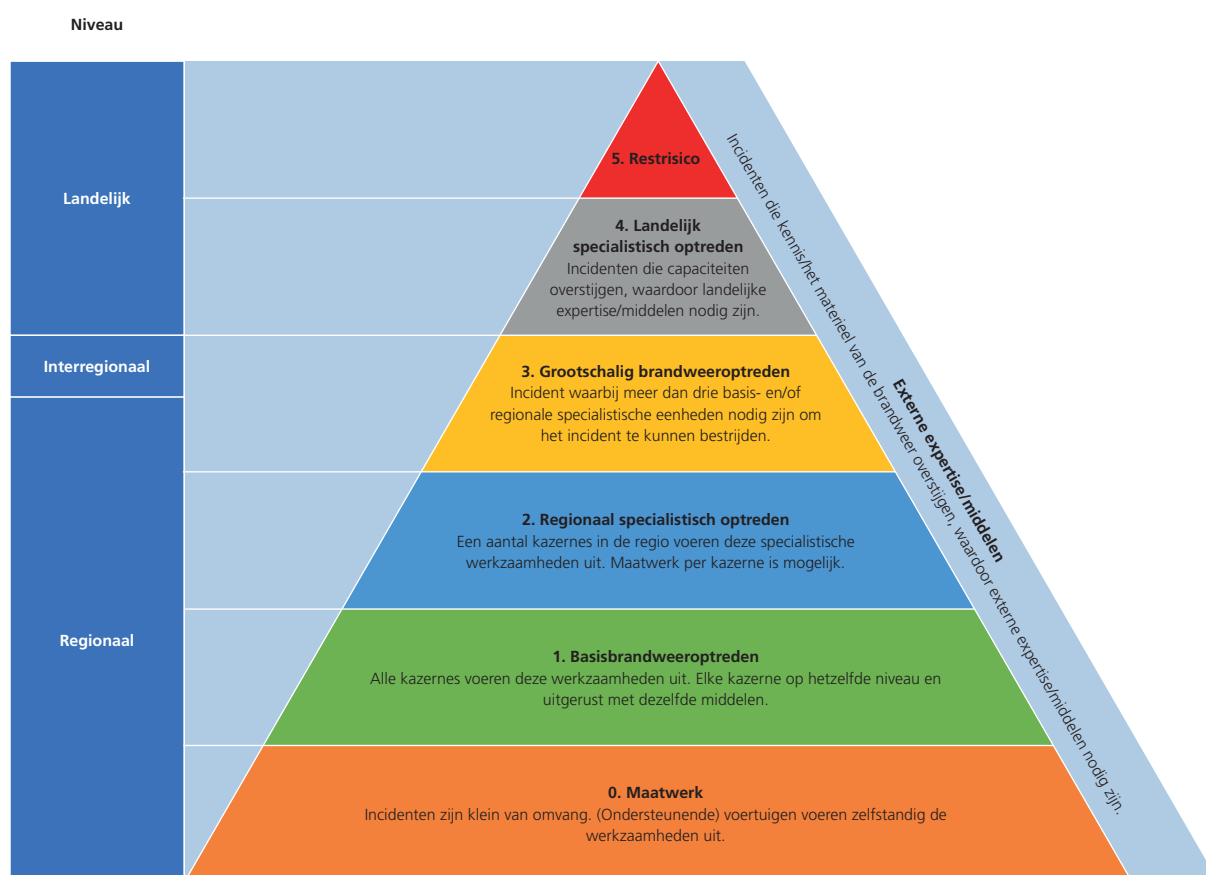 Niveau
Landelijk
Interregionaal
Regionaal
5. Restrisico
4. Landelijk
specialistisch optreden
Incidenten die capaciteiten
overstijgen, waardoor landelijke
expertise/middelen nodig zijn.
3. Grootschalig brandweeroptreden
Incident waarbij meer dan drie basis- en/of
regionale specialistische eenheden nodig zijn om
het incident te kunnen bestrijden.
2. Regionaal specialistisch optreden
Een aantal kazernes in de regio voeren deze specialistische
werkzaamheden uit. Maatwerk per kazerne is mogelijk.
1. Basisbrandweeroptreden
Alle kazernes voeren deze werkzaamheden uit. Elke kazerne op hetzelfde niveau en
uitgerust met dezelfde middelen.
0. Maatwerk
Incidenten zijn klein van omvang. (Ondersteunende) voertuigen voeren zelfstandig de
werkzaamheden uit.
Externe expertise/middelen
Incidenten die kennis/het materieel van de brandweer overstijgen, waardoor externe expertise/middelen nodig zijn.